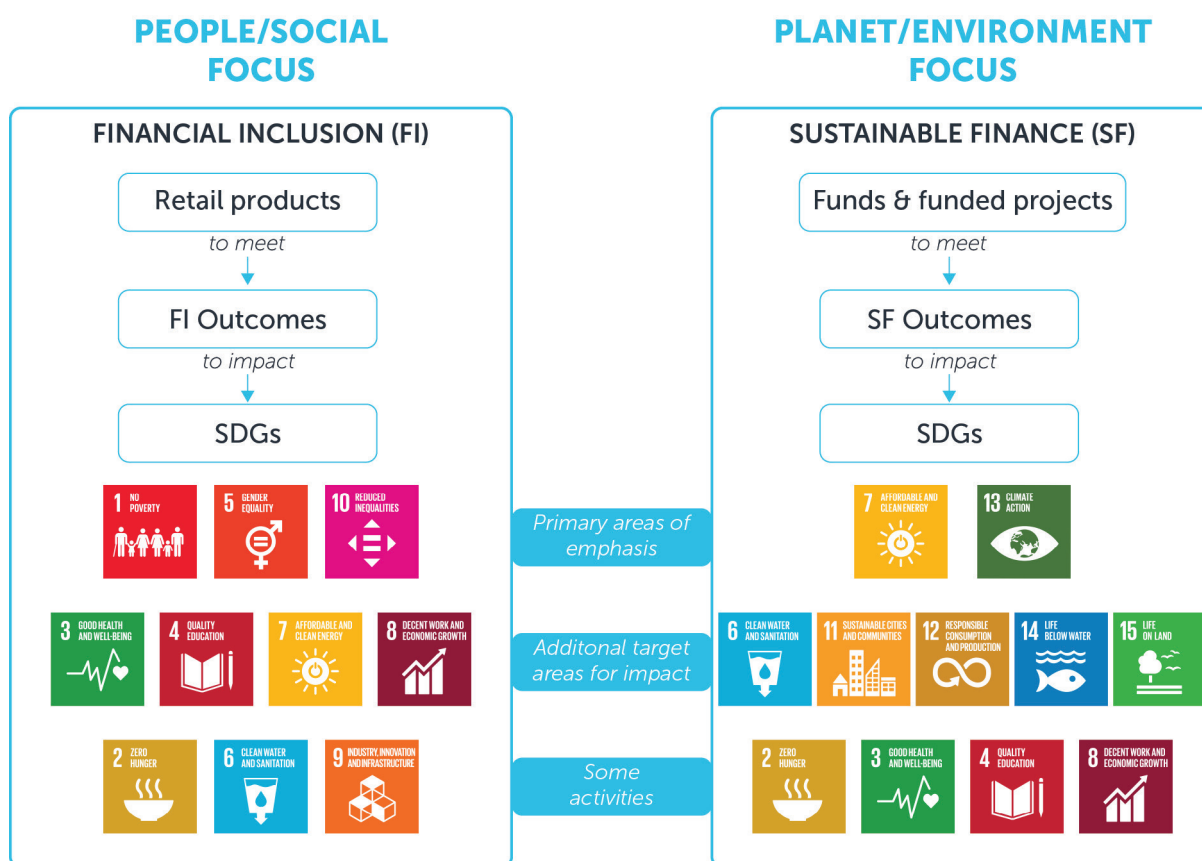 PEOPLE/SOCIAL
FOCUS
FINANCIAL INCLUSION (FI)
Retail products
to meet
FI Outcomes
to impact
SDGs
1 NO
POVERTY
5 GENDER
EQUALITY
10 REDUCED
INEQUALITIES
3 GOOD HEALTH
AND WELL-BEING
4 QUALITY
EDUCATION
7 AFFORDABLE AND
CLEAN ENERGY
8 DECENT WORK AND
ECONOMIC GROWTH
2 ZERO
HUNGER
6 CLEAN WATER
AND SANITATION
9 INDUSTRY, INNOVATION
AND INFRASTRUCTURE
Primary areas of
emphasis
Additonal target
areas for impact
Some
activities
PLANET/ENVIRONMENT
FOCUS
SUSTAINABLE FINANCE (SF)
Funds & funded projects
to meet
SF Outcomes
to impact
SDGs
7 AFFORDABLE AND
CLEAN ENERGY
13 CLIMATE
ACTION
6 CLEAN WATER
AND SANITATION
11 SUSTAINABLE CITIES
AND COMMUNITIES
12 RESPONSIBLE
CONSUMPTION
AND PRODUCTION
14 LIFE
BELOW WATER
15 LIFE
ON LAND
2 ZERO
HUNGER
3 GOOD HEALTH
AND WELL-BEING
4 QUALITY
EDUCATION
8 DECENT WORK AND
ECONOMIC GROWTH